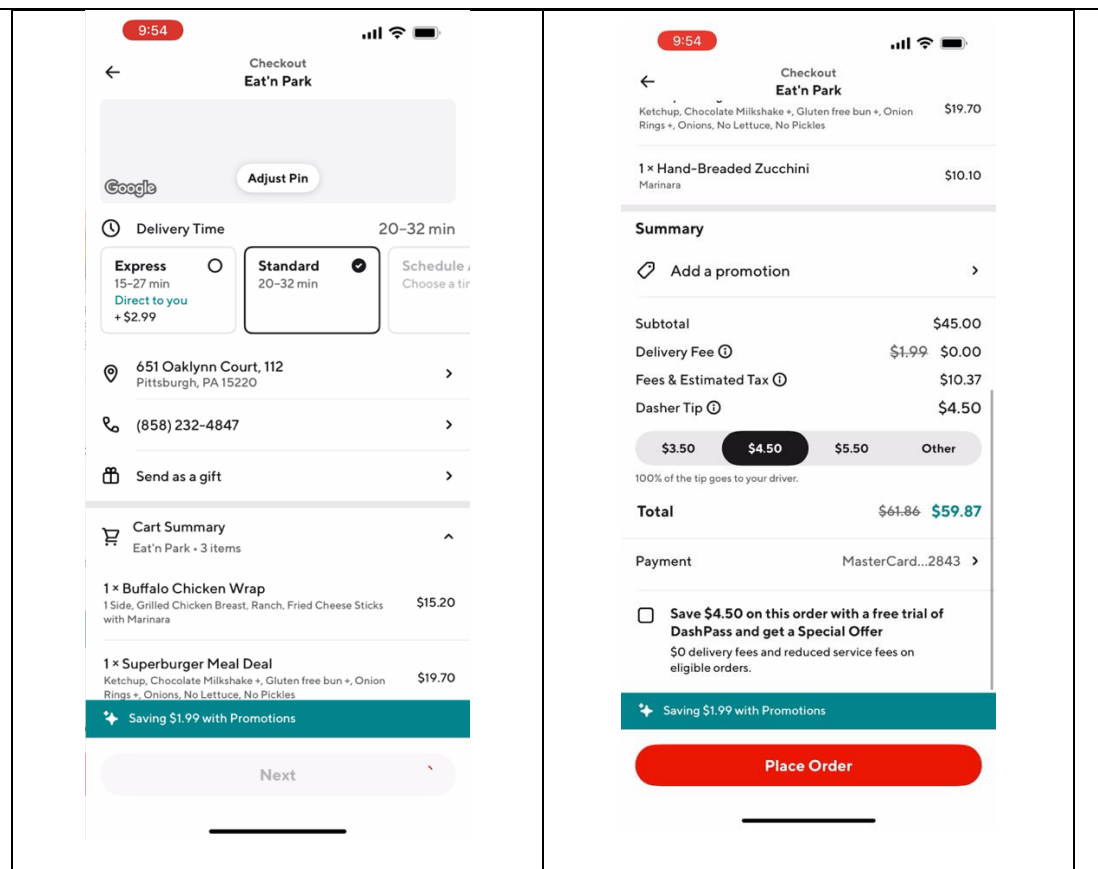 9:54
Checkout
Eat'n Park
Google
Adjust Pin
Delivery Time 20–32 min
Express
15–27 min
Direct to you
+ $2.99
Standard
20–32 min
Schedule
Choose a
651 Oaklynn Court, 112
Pittsburgh, PA 15220
(858) 232-4847
Send as a gift
Cart Summary
Eat'n Park • 3 items
1 × Buffalo Chicken Wrap
1 Side, Grilled Chicken Breast, Ranch, Fried Cheese Sticks $15.20
with Marinara
1 × Superburger Meal Deal
Ketchup, Chocolate Milkshake +, Gluten free bun +, Onion $19.70
Rings +, Onions, No Lettuce, No Pickles
Saving $1.99 with Promotions
Next
9:54
Checkout
Eat'n Park
Ketchup, Chocolate Milkshake +, Gluten free bun +, Onion $19.70
Rings +, Onions, No Lettuce, No Pickles
1 × Hand-Breaded Zucchini $10.10
Marinara
Summary
Add a promotion
Subtotal $45.00
Delivery Fee $1.99 $0.00
Fees & Estimated Tax $10.37
Dasher Tip $4.50
$3.50 $4.50 $5.50 Other
100% of the tip goes to your driver.
Total $61.86 $59.87
Payment MasterCard...2843
Save $4.50 on this order with a free trial of
DashPass and get a Special Offer
$0 delivery fees and reduced service fees on
eligible orders.
Saving $1.99 with Promotions
Place Order